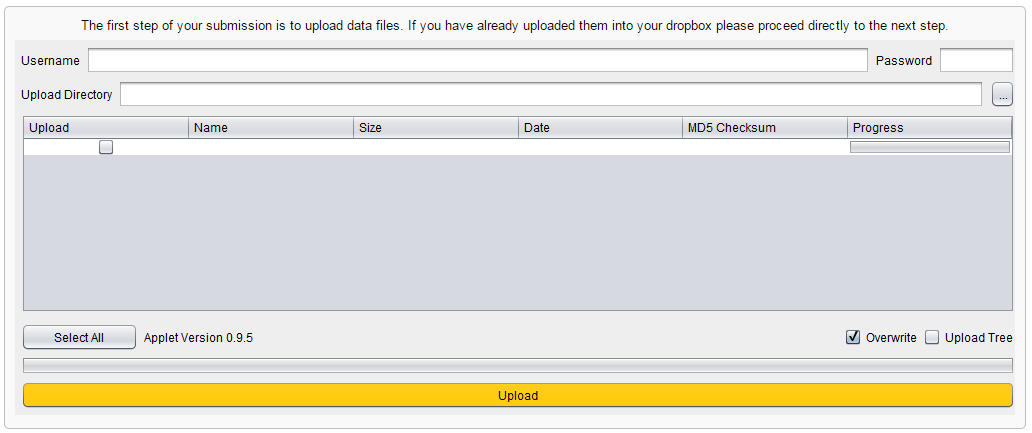 The first step of your submission is to upload data files. If you have already uploaded them into your dropbox please proceed directly to the next step.
Username Password
Upload Directory ...
Upload Name Size Date MD5 Checksum Progress
Select All Applet Version 0.9.5 Overwrite Upload Tree
Upload